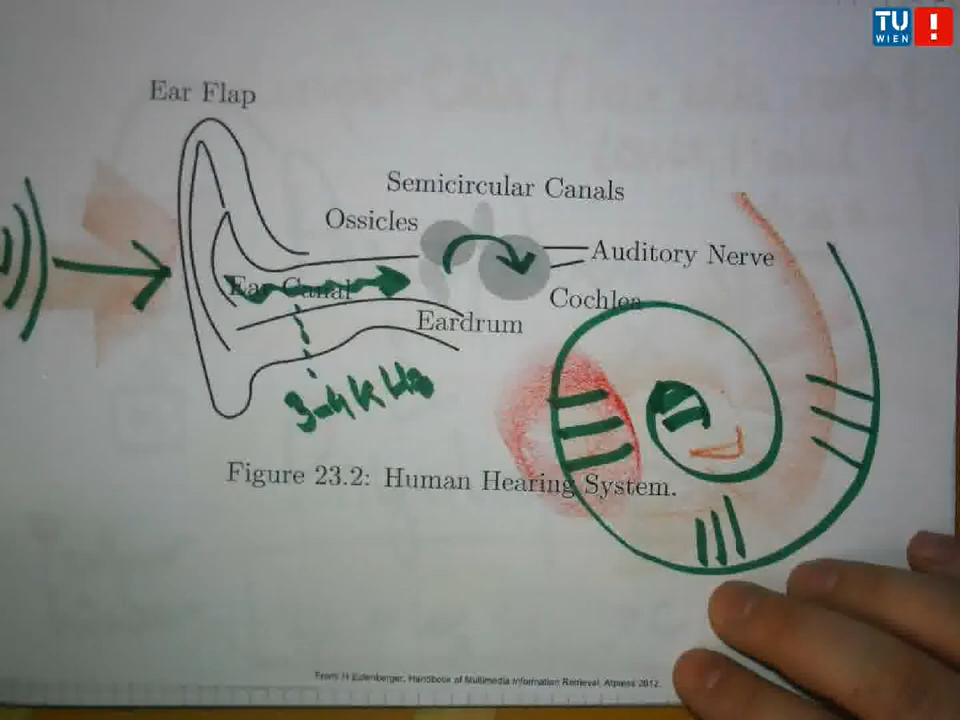 TU
WIEN
!
Ear Flap
Semicircular Canals
Ossicles
Auditory Nerve
Ear Canal
Cochlea
Eardrum
3-4 KHz
Figure 23.2: Human Hearing System.
From: H Eidenberger, Handbook of Multimedia Information Retrieval, Atpress 2012.